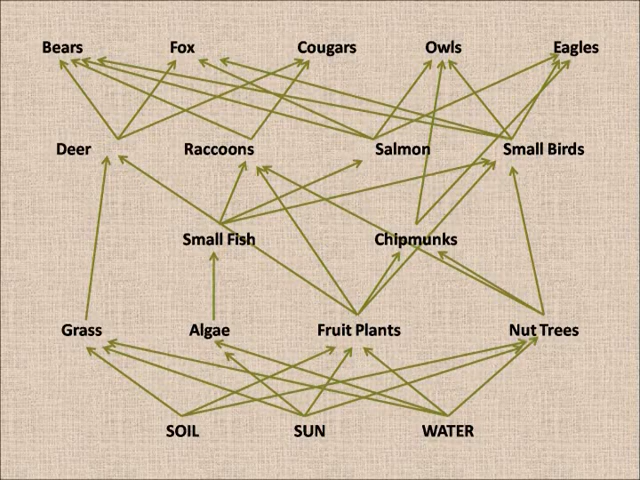 Bears Fox Cougars Owls Eagles
Deer Raccoons Salmon Small Birds
Small Fish Chipmunks
Grass Algae Fruit Plants Nut Trees
SOIL SUN WATER